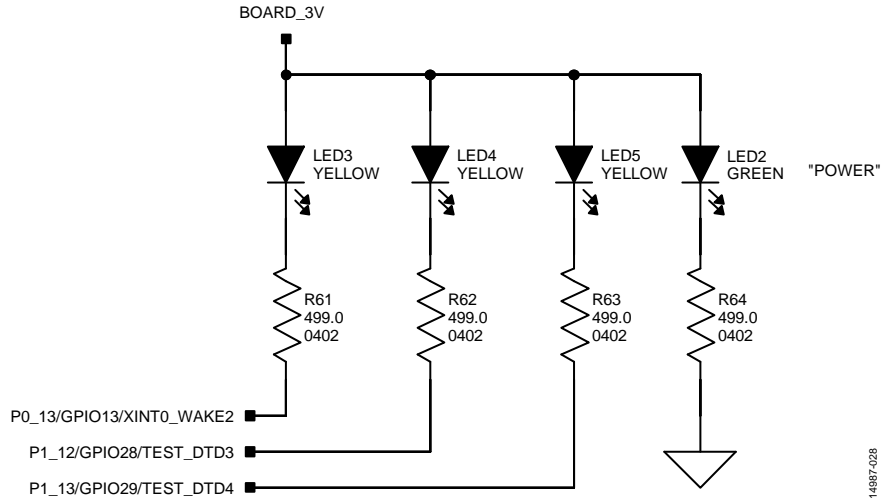 BOARD_3V
LED3
YELLOW
LED4
YELLOW
LED5
YELLOW
LED2
GREEN
"POWER"
R61
499.0
0402
R62
499.0
0402
R63
499.0
0402
R64
499.0
0402
P0_13/GPIO13/XINT0_WAKE2
P1_12/GPIO28/TEST_DTD3
P1_13/GPIO29/TEST_DTD4
14987-028